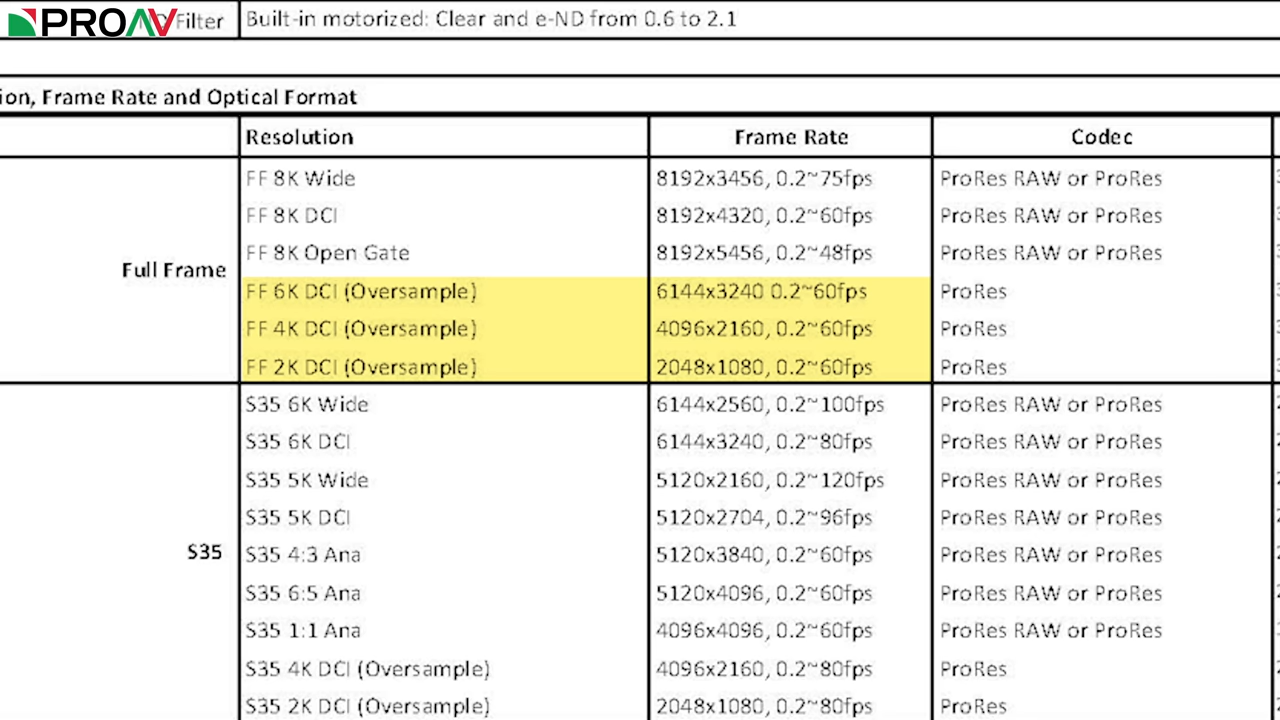 PROAV Filter Built-in motorized: Clear and e-ND from 0.6 to 2.1
ion, Frame Rate and Optical Format
Resolution Frame Rate Codec
FF 8K Wide 8192x3456, 0.2~75fps ProRes RAW or ProRes
FF 8K DCI 8192x4320, 0.2~60fps ProRes RAW or ProRes
FF 8K Open Gate 8192x5456, 0.2~48fps ProRes RAW or ProRes
Full Frame
FF 6K DCI (Oversample) 6144x3240 0.2~60fps ProRes
FF 4K DCI (Oversample) 4096x2160, 0.2~60fps ProRes
FF 2K DCI (Oversample) 2048x1080, 0.2~60fps ProRes
S35 6K Wide 6144x2560, 0.2~100fps ProRes RAW or ProRes
S35 6K DCI 6144x3240, 0.2~80fps ProRes RAW or ProRes
S35 5K Wide 5120x2160, 0.2~120fps ProRes RAW or ProRes
S35 5K DCI 5120x2704, 0.2~96fps ProRes RAW or ProRes
S35 S35 4:3 Ana 5120x3840, 0.2~60fps ProRes RAW or ProRes
S35 6:5 Ana 5120x4096, 0.2~60fps ProRes RAW or ProRes
S35 1:1 Ana 4096x4096, 0.2~60fps ProRes RAW or ProRes
S35 4K DCI (Oversample) 4096x2160, 0.2~80fps ProRes
S35 2K DCI (Oversample) 2048x1080, 0.2~80fps ProRes